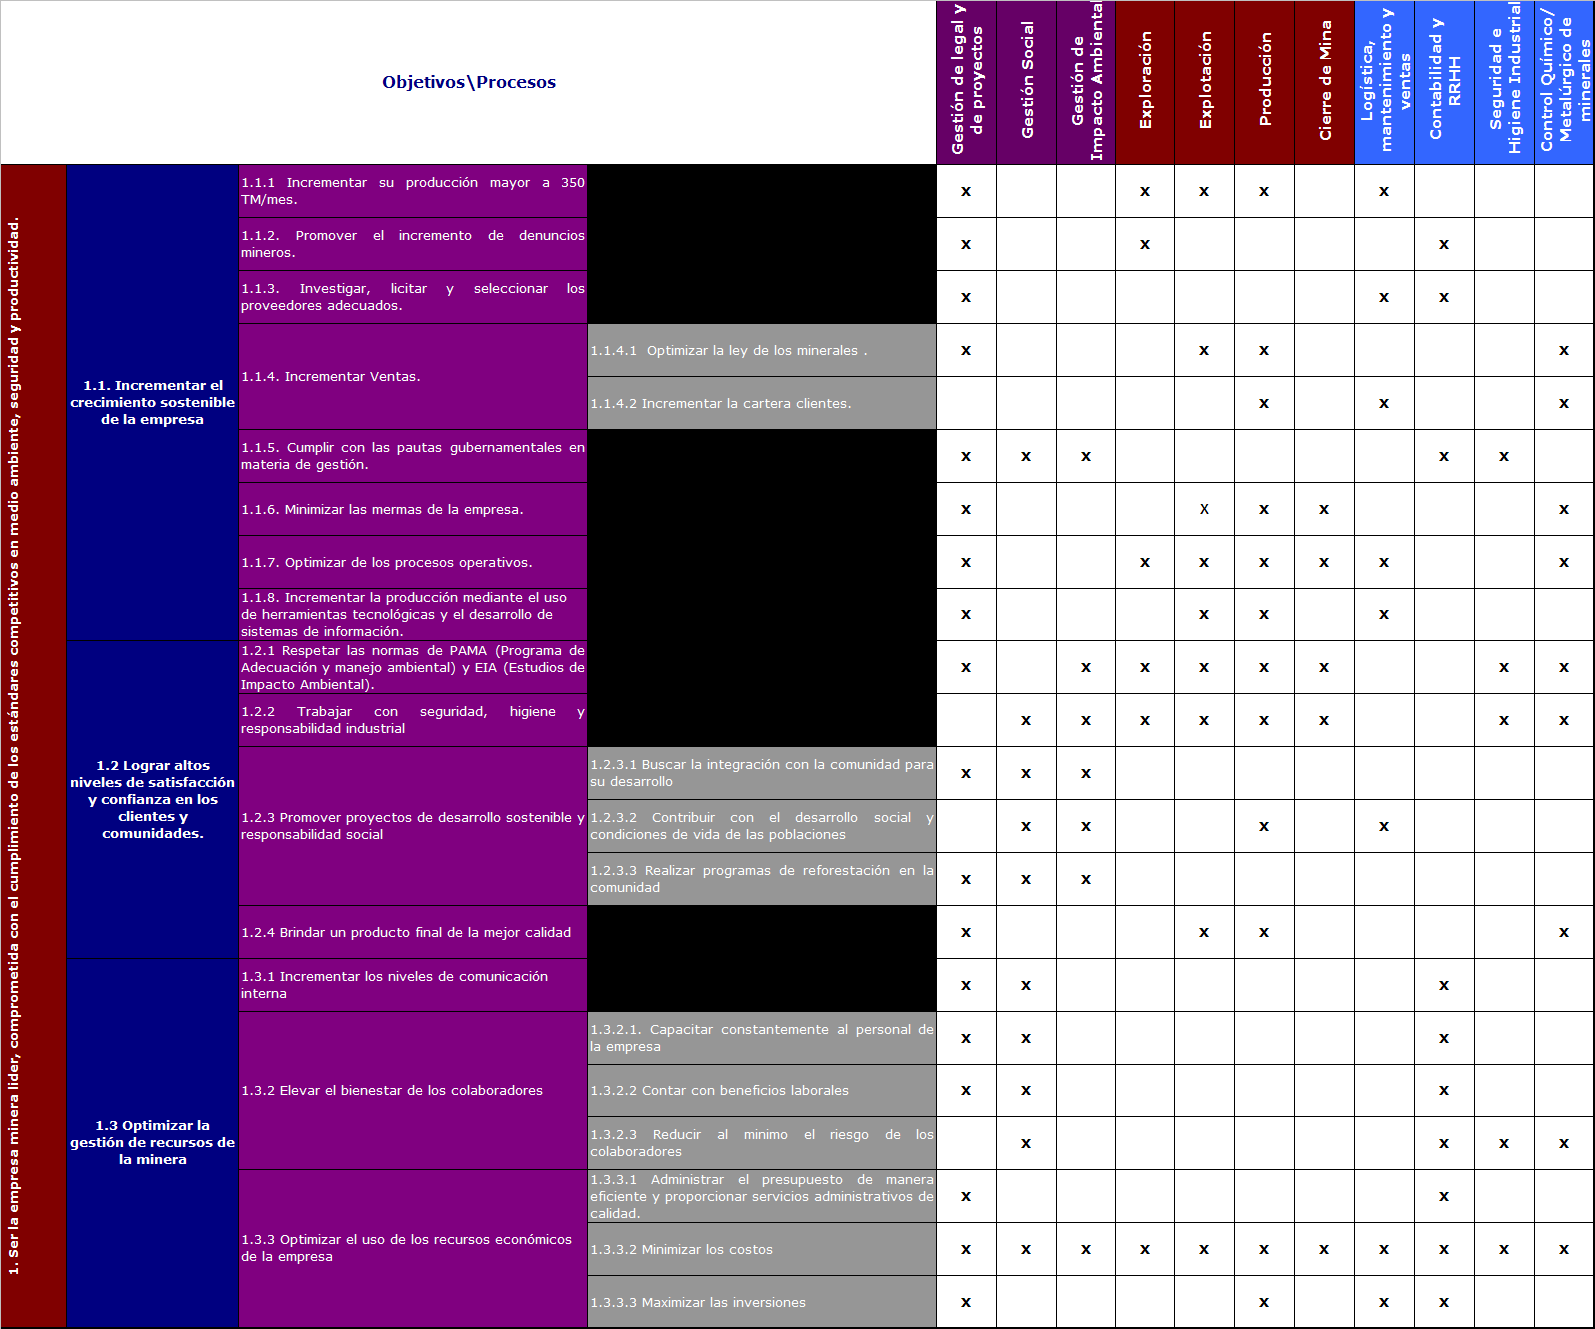 Objetivos\Procesos
Gestión de legal y
de proyectos
Gestión Social
Gestión de
Impacto Ambiental
Exploración
Explotación
Producción
Cierre de Mina
Logística,
mantenimiento y
ventas
Contabilidad y
RRHH
Seguridad e
Higiene Industrial
Control Químico/
Metalúrgico de
minerales
1. Ser la empresa minera lider, comprometida con el cumplimiento de los estándares competitivos en medio ambiente, seguridad y productividad.
1.1. Incrementar el
crecimiento sostenible
de la empresa
1.1.1 Incrementar su producción mayor a 350
TM/mes.
x x x x x
1.1.2. Promover el incremento de denuncios
mineros.
x x x
1.1.3. Investigar, licitar y seleccionar los
proveedores adecuados.
x x x
1.1.4. Incrementar Ventas.
1.1.4.1 Optimizar la ley de los minerales .
x x x x
1.1.4.2 Incrementar la cartera clientes.
x x x
1.1.5. Cumplir con las pautas gubernamentales en
materia de gestión.
x x x x x
1.1.6. Minimizar las mermas de la empresa.
x x x x x
1.1.7. Optimizar de los procesos operativos.
x x x x x x x
1.1.8. Incrementar la producción mediante el uso
de herramientas tecnológicas y el desarrollo de
sistemas de información.
x x x x
1.2 Lograr altos
niveles de satisfacción
y confianza en los
clientes y
comunidades.
1.2.1 Respetar las normas de PAMA (Programa de
Adecuación y manejo ambiental) y EIA (Estudios de
Impacto Ambiental).
x x x x x x x x
1.2.2 Trabajar con seguridad, higiene y
responsabilidad industrial
x x x x x x x x
1.2.3 Promover proyectos de desarrollo sostenible y
responsabilidad social
1.2.3.1 Buscar la integración con la comunidad para
su desarrollo
x x x
1.2.3.2 Contribuir con el desarrollo social y
condiciones de vida de las poblaciones
x x x x
1.2.3.3 Realizar programas de reforestación en la
comunidad
x x x
1.2.4 Brindar un producto final de la mejor calidad
x x x x
1.3 Optimizar la
gestión de recursos de
la minera
1.3.1 Incrementar los niveles de comunicación
interna
x x x
1.3.2 Elevar el bienestar de los colaboradores
1.3.2.1. Capacitar constantemente al personal de
la empresa
x x x
1.3.2.2 Contar con beneficios laborales
x x x
1.3.2.3 Reducir al minimo el riesgo de los
colaboradores
x x x x
1.3.3 Optimizar el uso de los recursos económicos
de la empresa
1.3.3.1 Administrar el presupuesto de manera
eficiente y proporcionar servicios administrativos de
calidad.
x x
1.3.3.2 Minimizar los costos
x x x x x x x x x x x
1.3.3.3 Maximizar las inversiones
x x x x